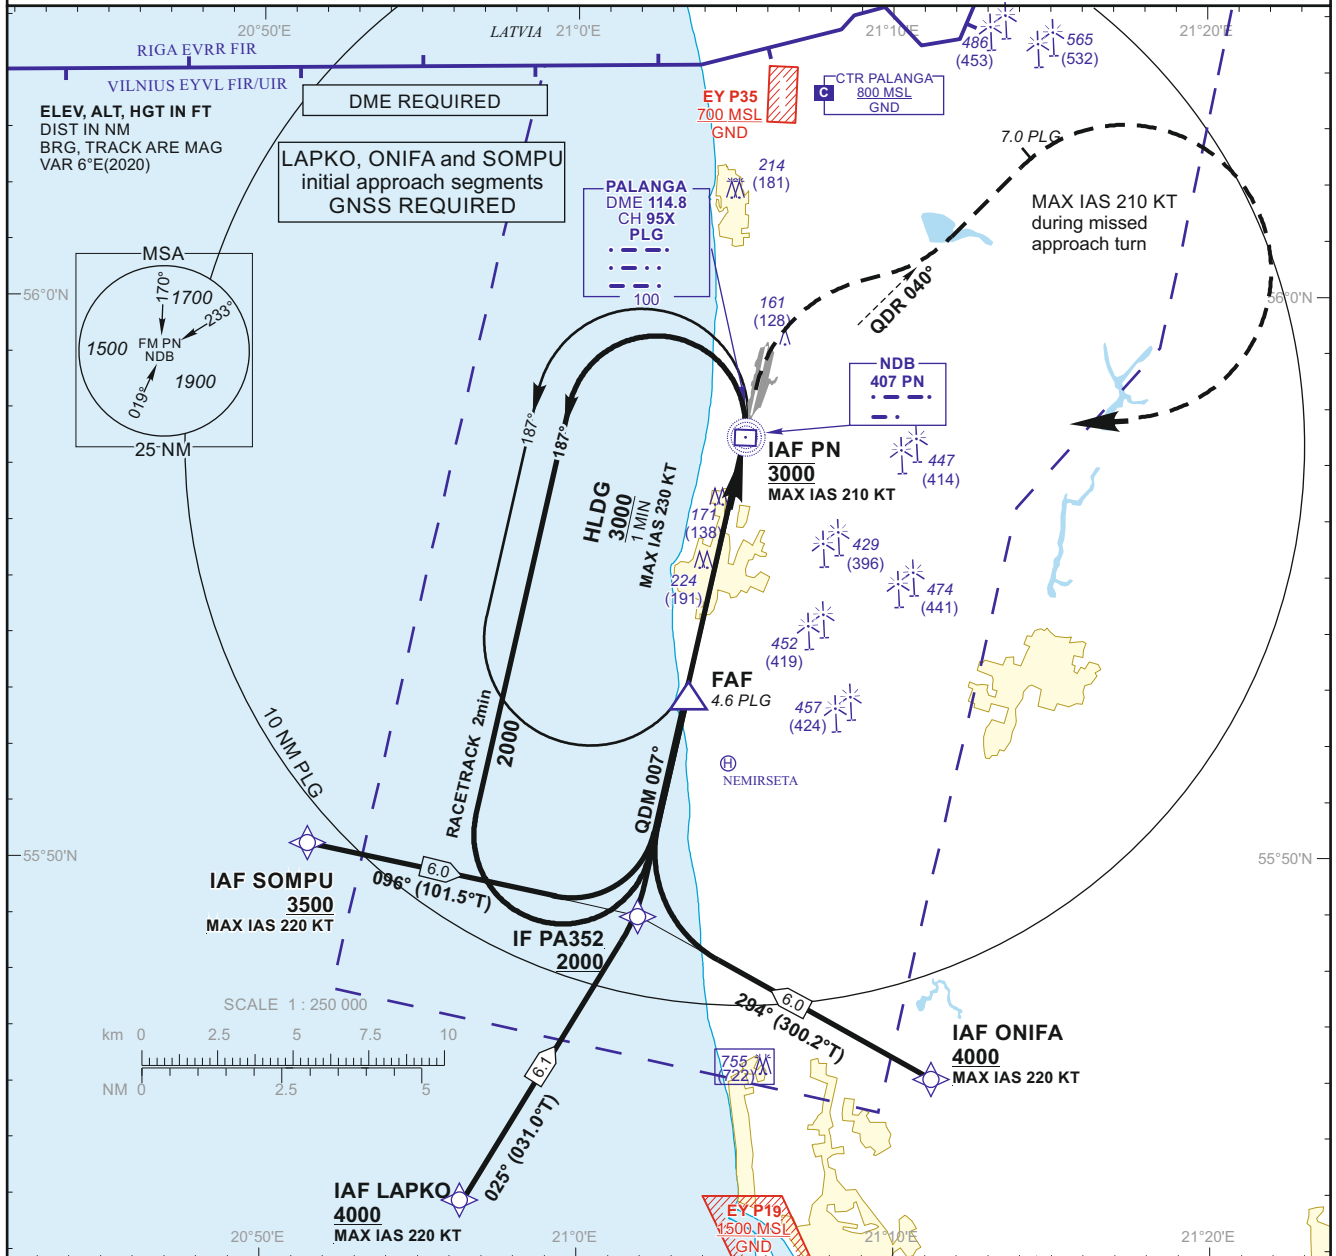 20°50'E
21°0'E
21°10'E
21°20'E
LATVIA
RIGA EVRR FIR
VILNIUS EYVL FIR/UIR
486
(453)
565
(532)
ELEV, ALT, HGT IN FT
DIST IN NM
BRG, TRACK ARE MAG
VAR 6°E(2020)
DME REQUIRED
LAPKO, ONIFA and SOMPU
initial approach segments
GNSS REQUIRED
EY P35
700 MSL
GND
C
CTR PALANGA
800 MSL
GND
7.0 PLG
214
(181)
PALANGA
DME 114.8
CH 95X
PLG
100
MAX IAS 210 KT
during missed
approach turn
MSA
170°
1700
233°
1500
FM PN
NDB
1900
019°
25 NM
56°0'N
56°0'N
161
(128)
QDR 040°
NDB
407 PN
187°
187°
IAF PN
3000
MAX IAS 210 KT
447
(414)
HLDG
3000
1 MIN
MAX IAS 230 KT
171
(138)
429
(396)
224
(191)
474
(441)
452
(419)
FAF
4.6 PLG
457
(424)
RACETRACK 2min
2000
QDM 007°
H
NEMIRSETA
10 NM PLG
55°50'N
55°50'N
6.0
096° (101.5°T)
IAF SOMPU
3500
MAX IAS 220 KT
IF PA352
2000
SCALE 1 : 250 000
km 0 2.5 5 7.5 10
NM 0 2.5 5
6.0
294° (300.2°T)
IAF ONIFA
4000
MAX IAS 220 KT
755
(722)
6.1
025° (031.0°T)
IAF LAPKO
4000
MAX IAS 220 KT
EY P19
1500 MSL
GND
20°50'E
21°0'E
21°10'E
21°20'E